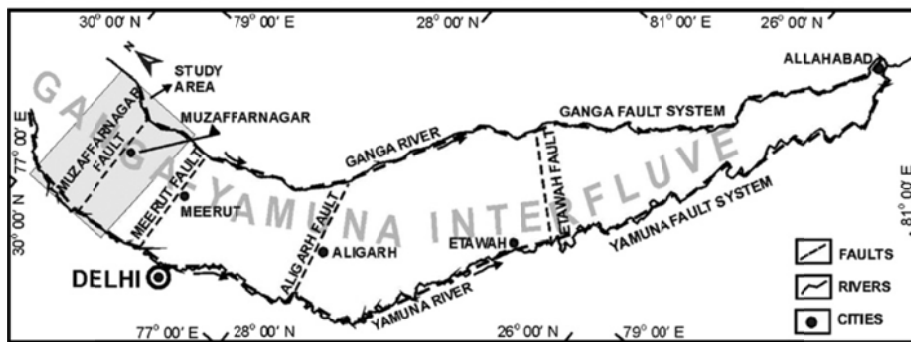 30° 00' N
79° 00' E
28° 00' N
81° 00' E
26° 00' N
N
STUDY
AREA
ALLAHABAD
MUZAFFARNAGAR
GANGA FAULT SYSTEM
GANGA RIVER
77° 00' E
MUZAFFARNAGAR
FAULT
GANGA-YAMUNA INTERFLUVE
MEERUT FAULT
MEERUT
ALIGARH FAULT
ALIGARH
ETAWAH
ETAWAH FAULT
YAMUNA FAULT SYSTEM
YAMUNA RIVER
81° 00' E
30° 00' N
DELHI
FAULTS
RIVERS
CITIES
77° 00' E
28° 00' N
26° 00' N
79° 00' E